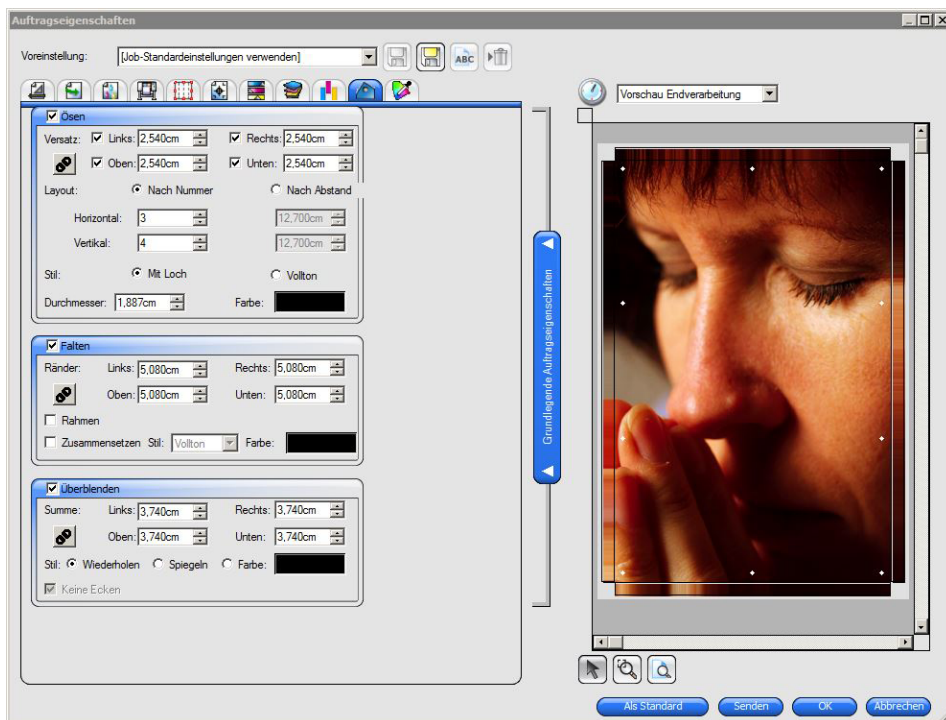 Auftragseigenschaften
Voreinstellung: [Job-Standardeinstellungen verwenden] ABC
Vorschau Endverarbeitung
Ösen
Versatz: Links: 2,540cm Rechts: 2,540cm
Oben: 2,540cm Unten: 2,540cm
Layout: Nach Nummer Nach Abstand
Horizontal: 3 12,700cm
Vertikal: 4 12,700cm
Stil: Mit Loch Vollton
Durchmesser: 1,887cm Farbe:
Falten
Ränder: Links: 5,080cm Rechts: 5,080cm
Oben: 5,080cm Unten: 5,080cm
Rahmen
Zusammensetzen Stil: Vollton Farbe:
Überblenden
Summe: Links: 3,740cm Rechts: 3,740cm
Oben: 3,740cm Unten: 3,740cm
Stil: Wiederholen Spiegeln Farbe:
Keine Ecken
Grundlegende Auftragseigenschaften
Als Standard Senden OK Abbrechen